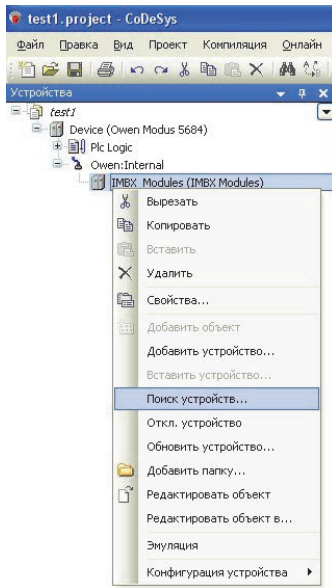 test1.project - CoDeSys
Файл Правка Вид Проект Компиляция Онлайн
Устройства
test1
Device (Owen Modus 5684)
Plc Logic
Owen:Internal
IMBX_Modules (IMBX Modules)
Вырезать
Копировать
Вставить
Удалить
Свойства...
Добавить объект
Добавить устройство...
Вставить устройство...
Поиск устройств...
Откл. устройство
Обновить устройство...
Добавить папку...
Редактировать объект
Редактировать объект в...
Эмуляция
Конфигурация устройства